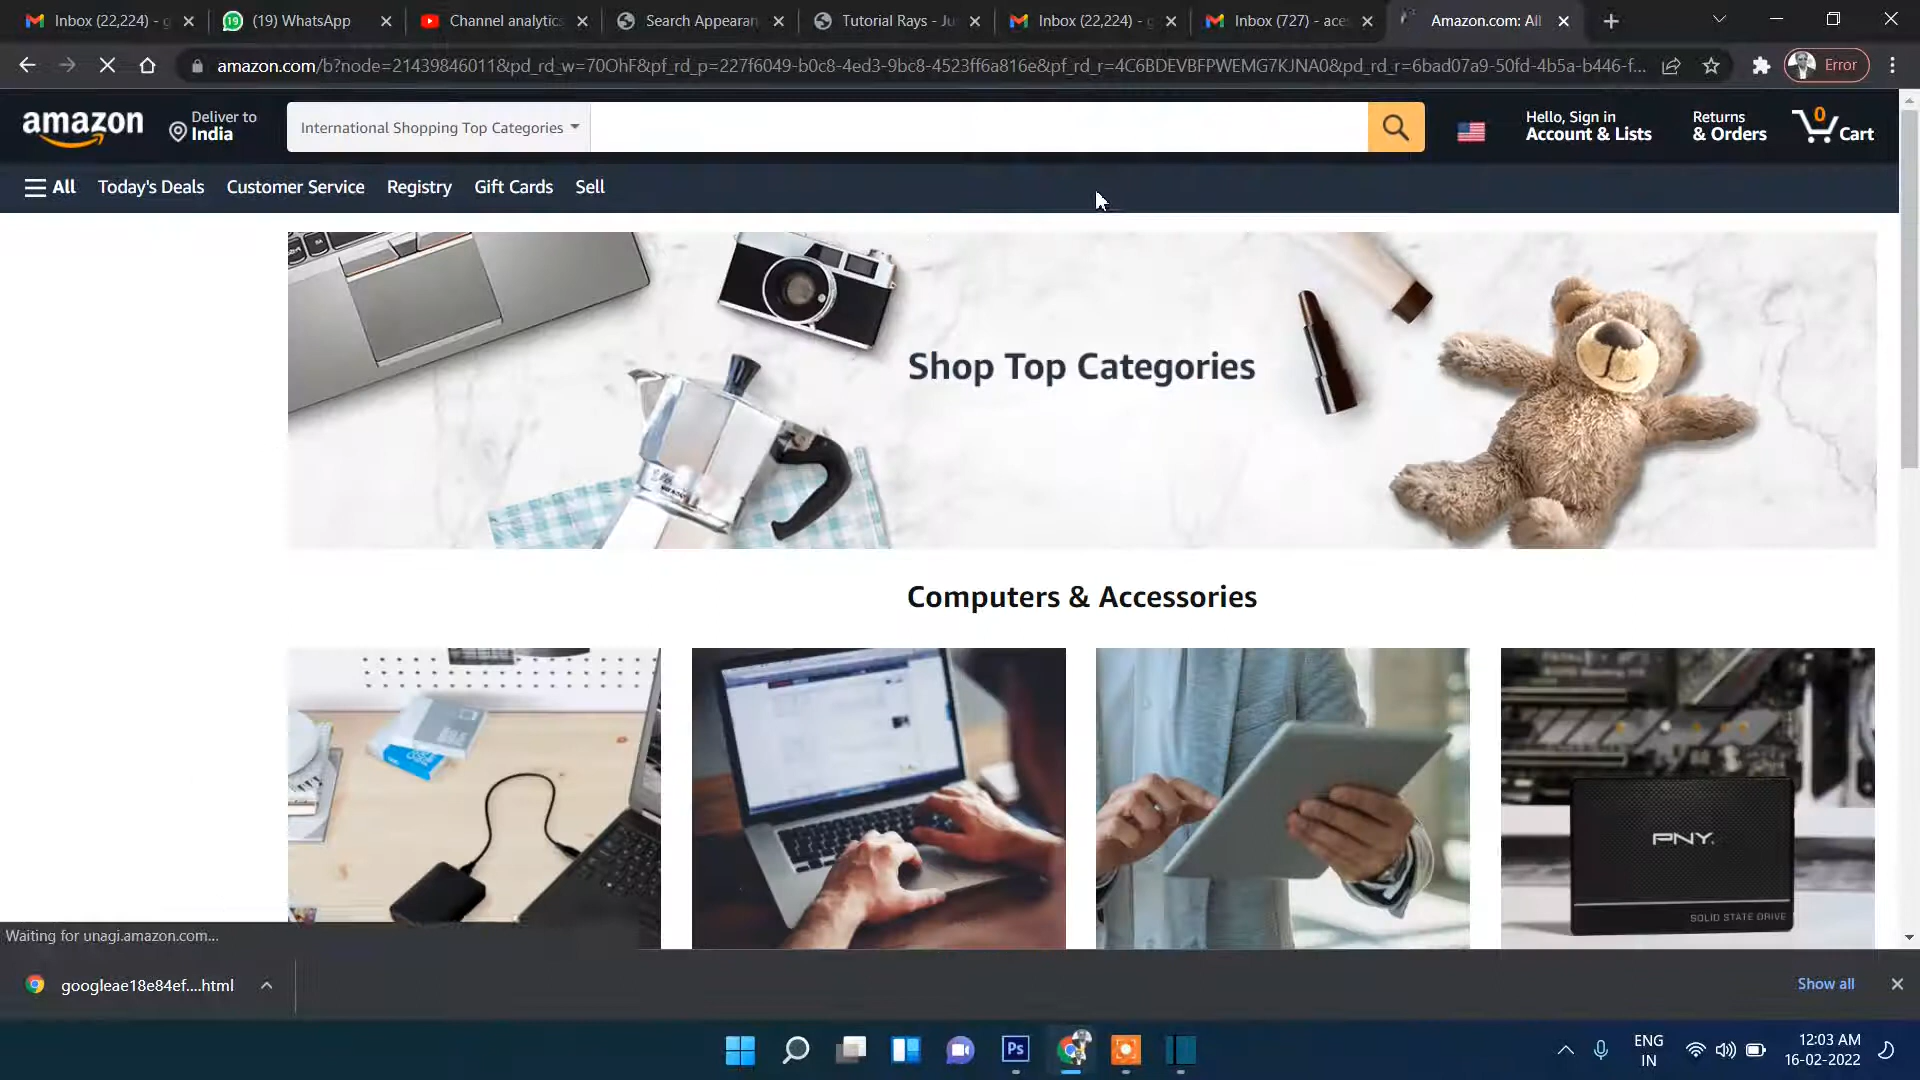 Inbox (22,224) - g
(19) WhatsApp
Channel analytics
Search Appearan
Tutorial Rays - Ju
Inbox (22,224) - g
Inbox (727) - ace
Amazon.com: All
amazon.com/b?node=21439846011&pd_rd_w=70OhF&pf_rd_p=227f6049-b0c8-4ed3-9bc8-4523ff6a816e&pf_rd_r=4C6BDEVBFPWEMG7KJNA0&pd_rd_r=6bad07a9-50fd-4b5a-b446-f...
Error
amazon
Deliver to
India
International Shopping Top Categories
Hello, Sign in
Account & Lists
Returns
& Orders
0
Cart
All
Today's Deals
Customer Service
Registry
Gift Cards
Sell
Shop Top Categories
Computers & Accessories
PNY.
SOLID STATE DRIVE
Waiting for unagi.amazon.com...
googleae18e84ef....html
Show all
Ps
ENG
IN
12:03 AM
16-02-2022